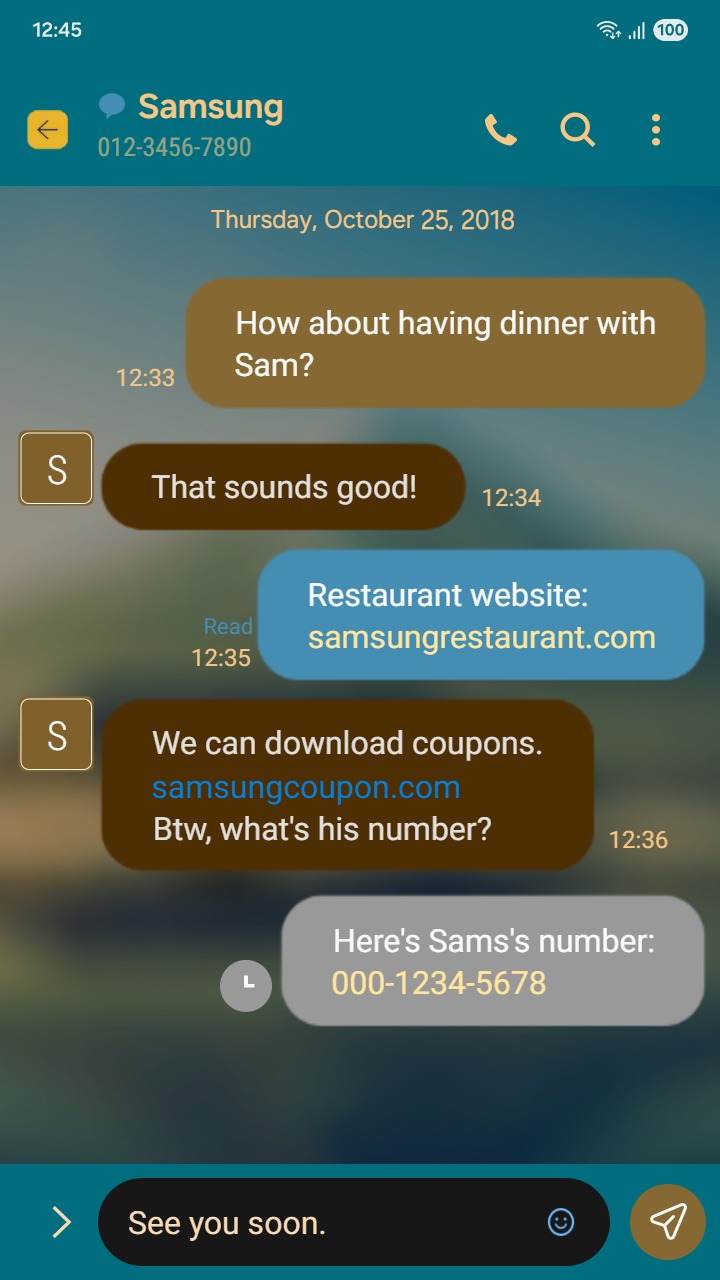 12:45
100
Samsung
012-3456-7890
Thursday, October 25, 2018
How about having dinner with
Sam?
12:33
S
That sounds good!
12:34
Restaurant website:
samsungrestaurant.com
Read
12:35
S
We can download coupons.
samsungcoupon.com
Btw, what's his number?
12:36
Here's Sams's number:
000-1234-5678
See you soon.